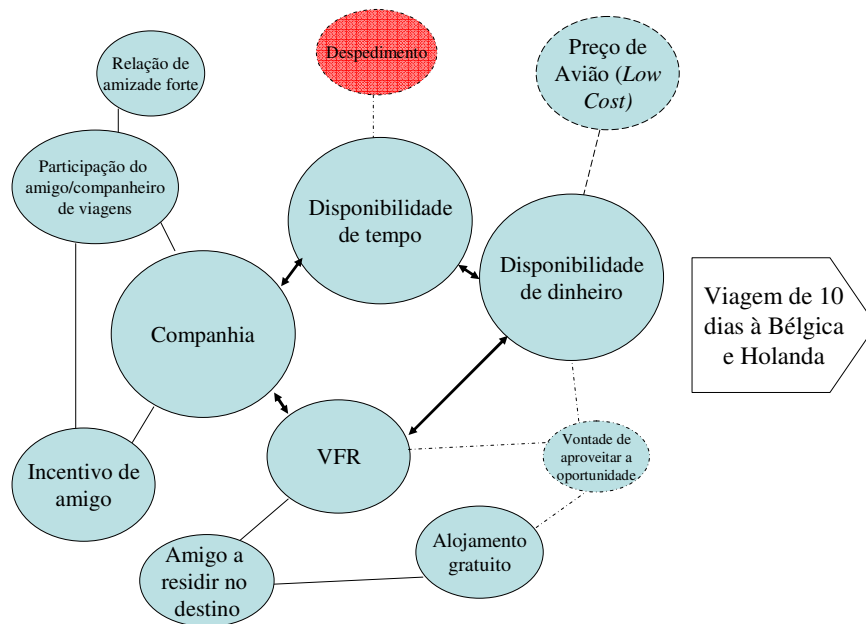 Relação de
amizade forte
Despedimento
Preço de
Avião (Low
Cost)
Participação do
amigo/companheiro
de viagens
Disponibilidade
de tempo
Disponibilidade
de dinheiro
Viagem de 10
dias à Bélgica
e Holanda
Companhia
Incentivo de
amigo
VFR
Vontade de
aproveitar a
oportunidade
Amigo a
residir no
destino
Alojamento
gratuito